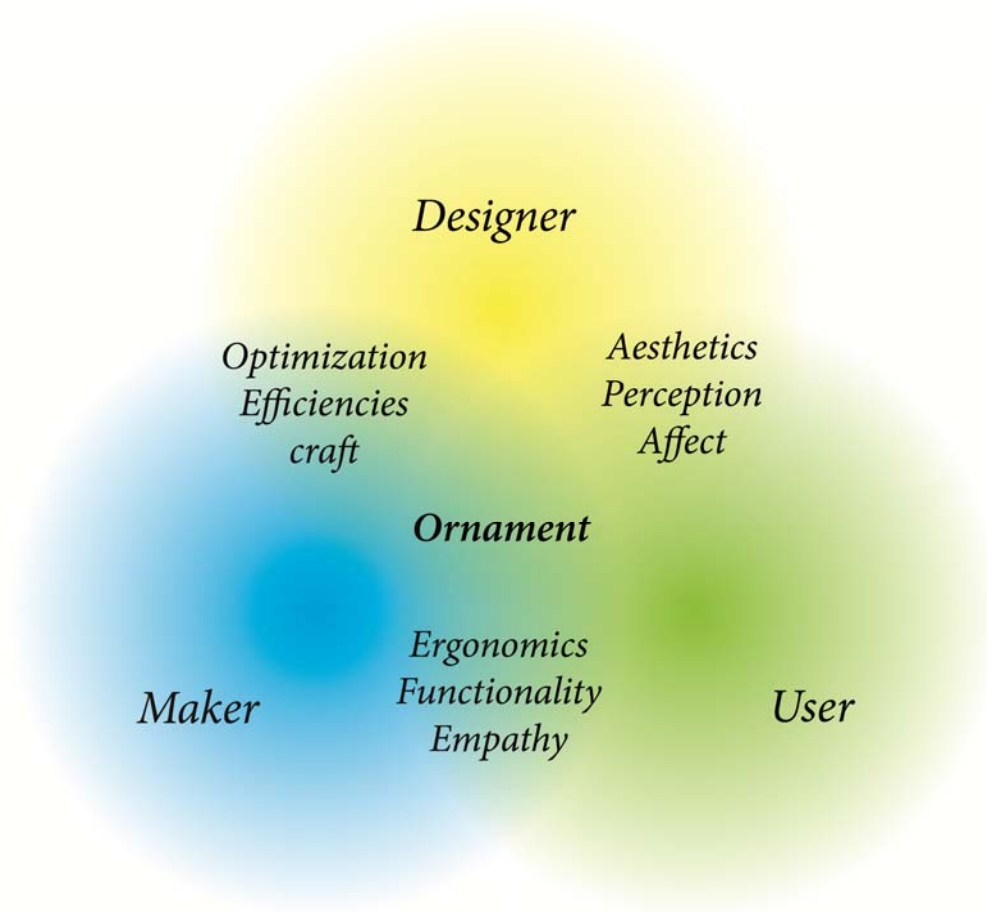 Designer
Optimization
Efficiencies
craft
Aesthetics
Perception
Affect
Ornament
Ergonomics
Functionality
Empathy
Maker
User